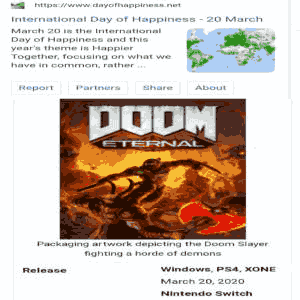 https://www.dayofhappiness.net
International Day of Happiness - 20 March
March 20 is the International
Day of Happiness and this
year's theme is Happier
Together, focusing on what we
have in common, rather ...
Report
Partners
Share
About
DOOM
ETERNAL
Packaging artwork depicting the Doom Slayer
fighting a horde of demons
Release
Windows, PS4, XONE
March 20, 2020
Nintendo Switch